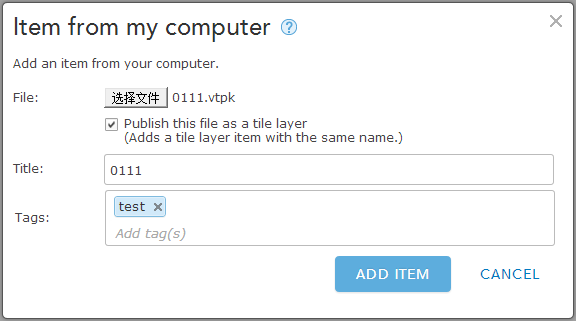 Item from my computer ?
Add an item from your computer.
File: 选择文件 0111.vtpk
Publish this file as a tile layer
(Adds a tile layer item with the same name.)
Title: 0111
test
Tags:
Add tag(s)
ADD ITEM CANCEL